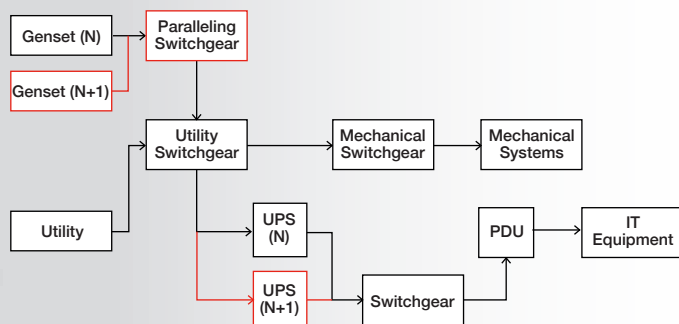 Genset (N)
Paralleling
Switchgear
Genset (N+1)
Utility
Switchgear
Mechanical
Switchgear
Mechanical
Systems
Utility
UPS
(N)
PDU
IT
Equipment
UPS
(N+1)
Switchgear